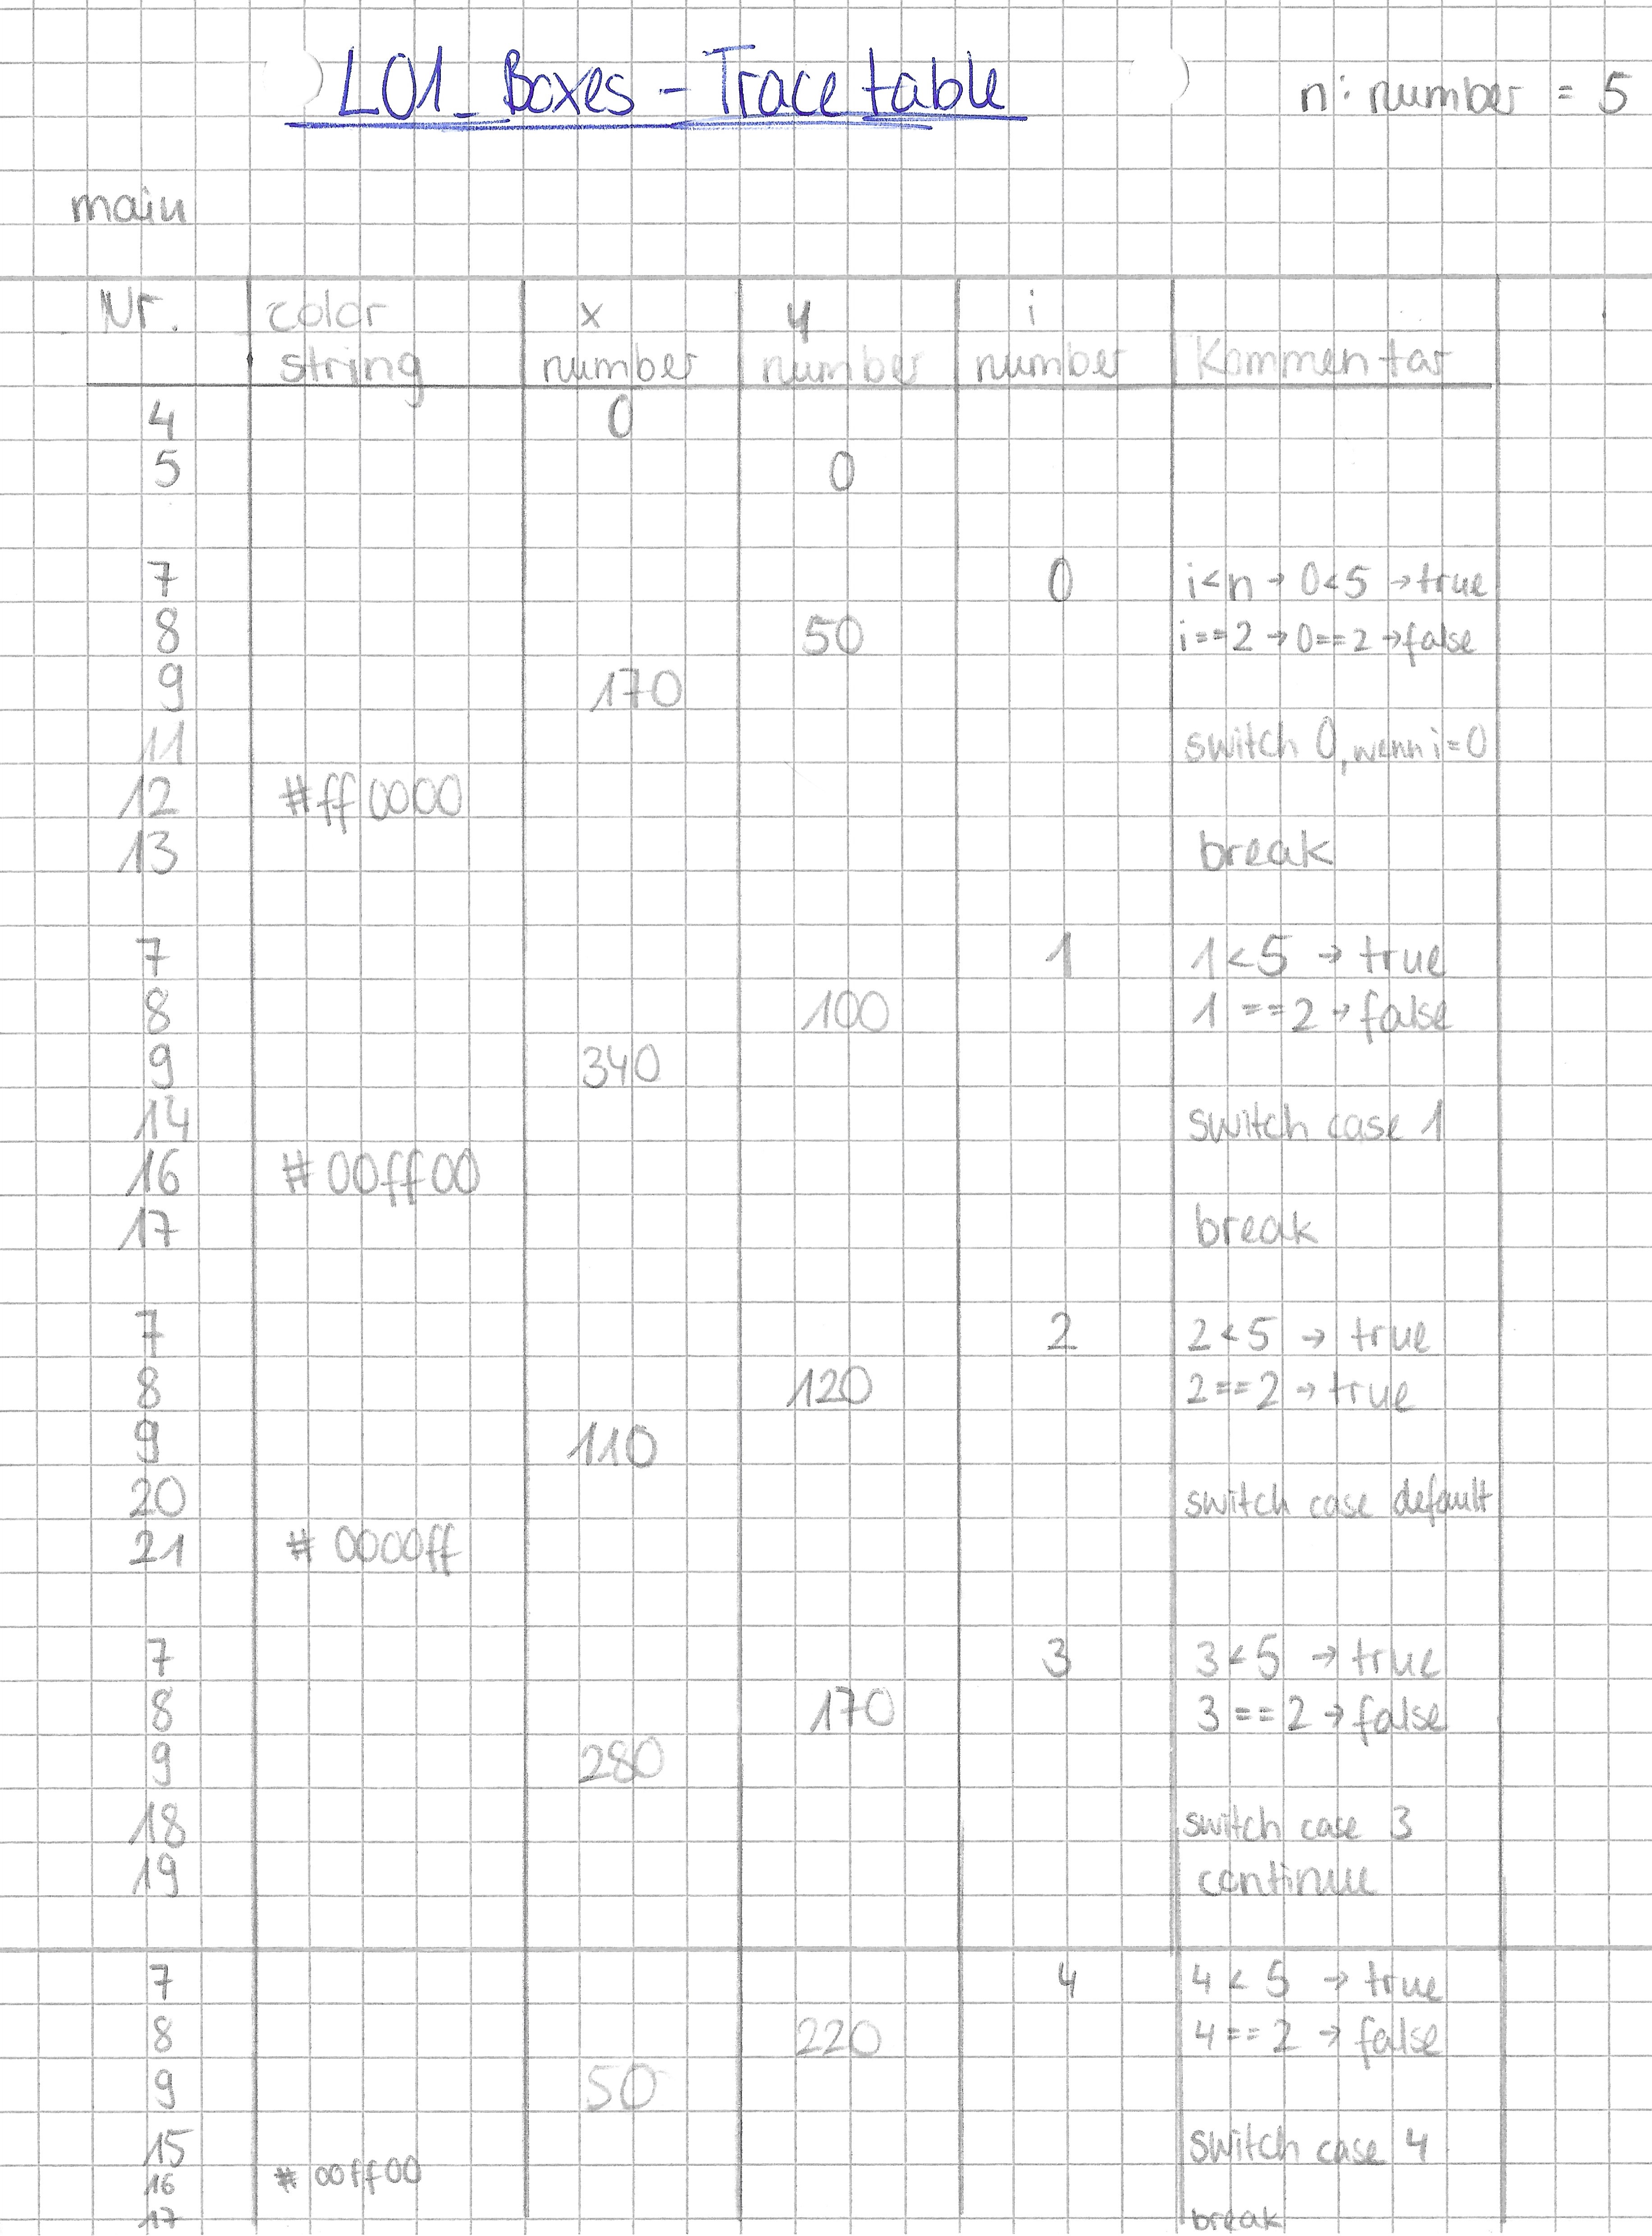 L01_Boxes - Trace table
n: number = 5
main
Nr. color x y i
string number number number Kommentar
4 0
5 0
7 0 i<n → 0<5 → true
8 50 i==2 → 0==2 → false
9 170
11 switch 0, wenn i=0
12 #ff0000
13 break
7 1 1<5 → true
8 100 1==2 → false
9 340
14 switch case 1
16 #00ff00
17 break
7 2 2<5 → true
8 120 2==2 → true
9 110
20 switch case default
21 #0000ff
7 3 3<5 → true
8 170 3==2 → false
9 280
18 switch case 3
19 continue
7 4 4<5 → true
8 220 4==2 → false
9 50
15 switch case 4
16 #00ff00
17 break